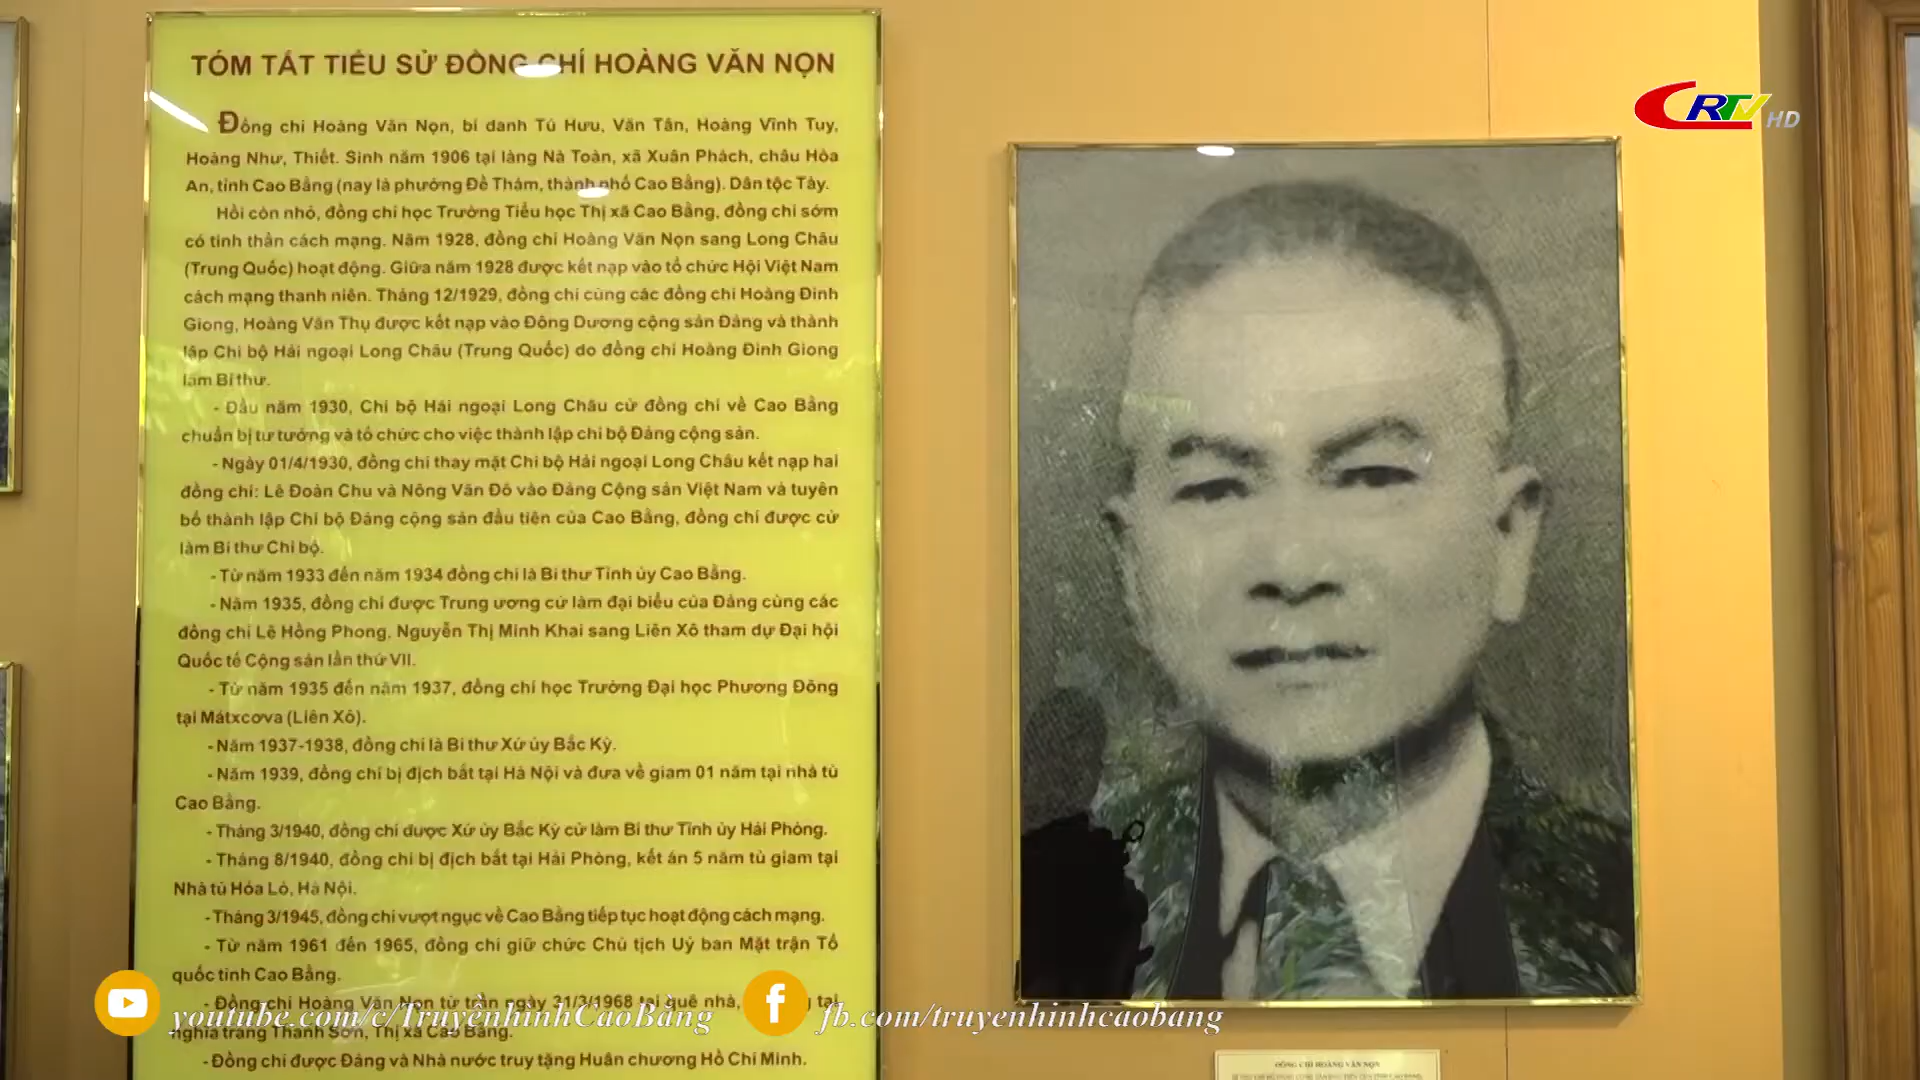 TÓM TẮT TIỂU SỬ ĐỒNG CHÍ HOÀNG VĂN NỌN
Đồng chí Hoàng Văn Nọn, bí danh Tú Hưu, Văn Tân, Hoàng Vĩnh Tuy,
Hoàng Như, Thiết. Sinh năm 1906 tại làng Nà Toàn, xã Xuân Phách, châu Hòa
An, tỉnh Cao Bằng (nay là phường Đề Thám, thành phố Cao Bằng). Dân tộc Tày.
Hồi còn nhỏ, đồng chí học Trường Tiểu học Thị xã Cao Bằng, đồng chí sớm
có tinh thần cách mạng. Năm 1928, đồng chí Hoàng Văn Nọn sang Long Châu
(Trung Quốc) hoạt động. Giữa năm 1928 được kết nạp vào tổ chức Hội Việt Nam
cách mạng thanh niên. Tháng 12/1929, đồng chí cùng các đồng chí Hoàng Đình
Giong, Hoàng Văn Thụ được kết nạp vào Đông Dương cộng sản Đảng và thành
lập Chi bộ Hải ngoại Long Châu (Trung Quốc) do đồng chí Hoàng Đình Giong
làm Bí thư.
- Đầu năm 1930, Chi bộ Hải ngoại Long Châu cử đồng chí về Cao Bằng
chuẩn bị tư tưởng và tổ chức cho việc thành lập chi bộ Đảng cộng sản.
- Ngày 01/4/1930, đồng chí thay mặt Chi bộ Hải ngoại Long Châu kết nạp hai
đồng chí: Lê Đoàn Chu và Nông Văn Đô vào Đảng Cộng sản Việt Nam và tuyên
bố thành lập Chi bộ Đảng cộng sản đầu tiên của Cao Bằng, đồng chí được cử
làm Bí thư Chi bộ.
- Từ năm 1933 đến năm 1934 đồng chí là Bí thư Tỉnh ủy Cao Bằng.
- Năm 1935, đồng chí được Trung ương cử làm đại biểu của Đảng cùng các
đồng chí Lê Hồng Phong, Nguyễn Thị Minh Khai sang Liên Xô tham dự Đại hội
Quốc tế Cộng sản lần thứ VII.
- Từ năm 1935 đến năm 1937, đồng chí học Trường Đại học Phương Đông
tại Mátxcơva (Liên Xô).
- Năm 1937-1938, đồng chí là Bí thư Xứ ủy Bắc Kỳ.
- Năm 1939, đồng chí bị địch bắt tại Hà Nội và đưa về giam 01 năm tại nhà tù
Cao Bằng.
- Tháng 3/1940, đồng chí được Xứ ủy Bắc Kỳ cử làm Bí thư Tỉnh ủy Hải Phòng.
- Tháng 8/1940, đồng chí bị địch bắt tại Hải Phòng, kết án 5 năm tù giam tại
Nhà tù Hỏa Lò, Hà Nội.
- Tháng 3/1945, đồng chí vượt ngục về Cao Bằng tiếp tục hoạt động cách mạng.
- Từ năm 1961 đến 1965, đồng chí giữ chức Chủ tịch Uỷ ban Mặt trận Tổ
quốc tỉnh Cao Bằng.
- Đồng chí Hoàng Văn Nọn từ trần ngày 31/3/1968 tại quê nhà, tại
nghĩa trang Thanh Sơn, Thị xã Cao Bằng.
- Đồng chí được Đảng và Nhà nước truy tặng Huân chương Hồ Chí Minh.
CRTV HD
youtube.com/c/TruyềnhìnhCaoBằng
fb.com/truyenhinhcaobang
ĐỒNG CHÍ HOÀNG VĂN NỌN